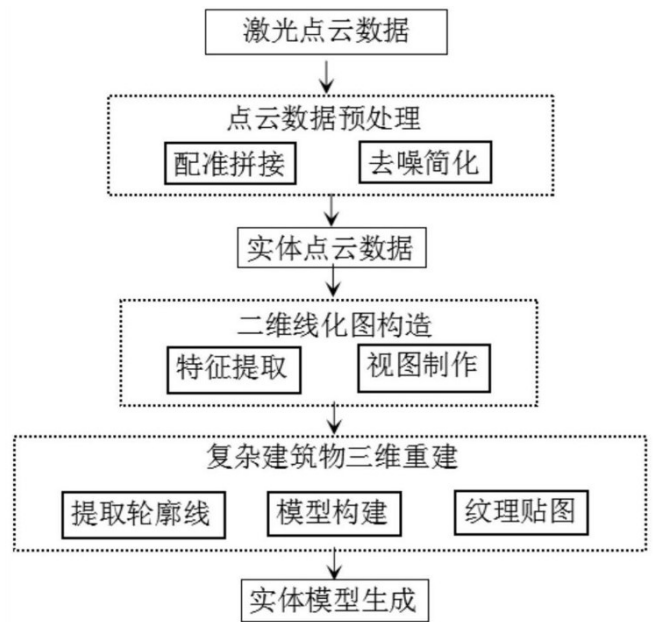 激光点云数据
点云数据预处理
配准拼接 去噪简化
实体点云数据
二维线化图构造
特征提取 视图制作
复杂建筑物三维重建
提取轮廓线 模型构建 纹理贴图
实体模型生成